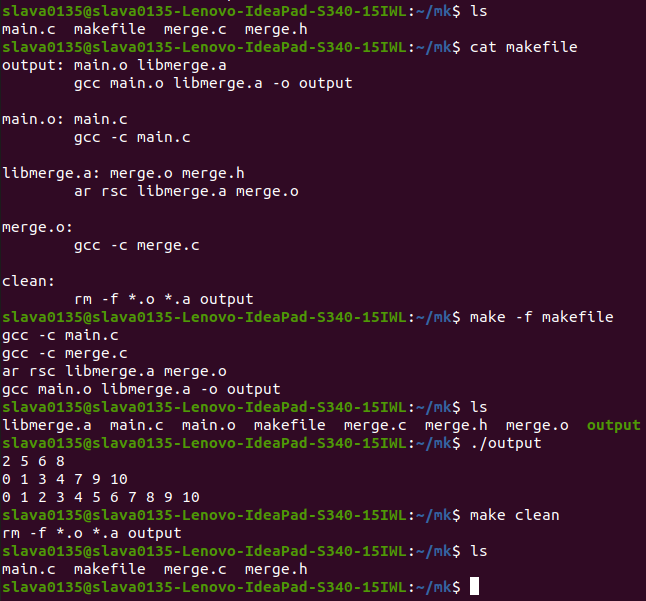 slava0135@slava0135-Lenovo-IdeaPad-S340-15IWL:~/mk$ ls
main.c  makefile  merge.c  merge.h
slava0135@slava0135-Lenovo-IdeaPad-S340-15IWL:~/mk$ cat makefile
output: main.o libmerge.a
        gcc main.o libmerge.a -o output

main.o: main.c
        gcc -c main.c

libmerge.a: merge.o merge.h
        ar rsc libmerge.a merge.o

merge.o:
        gcc -c merge.c

clean:
        rm -f *.o *.a output
slava0135@slava0135-Lenovo-IdeaPad-S340-15IWL:~/mk$ make -f makefile
gcc -c main.c
gcc -c merge.c
ar rsc libmerge.a merge.o
gcc main.o libmerge.a -o output
slava0135@slava0135-Lenovo-IdeaPad-S340-15IWL:~/mk$ ls
libmerge.a  main.c  main.o  makefile  merge.c  merge.h  merge.o  output
slava0135@slava0135-Lenovo-IdeaPad-S340-15IWL:~/mk$ ./output
2 5 6 8
0 1 3 4 7 9 10
0 1 2 3 4 5 6 7 8 9 10
slava0135@slava0135-Lenovo-IdeaPad-S340-15IWL:~/mk$ make clean
rm -f *.o *.a output
slava0135@slava0135-Lenovo-IdeaPad-S340-15IWL:~/mk$ ls
main.c  makefile  merge.c  merge.h
slava0135@slava0135-Lenovo-IdeaPad-S340-15IWL:~/mk$